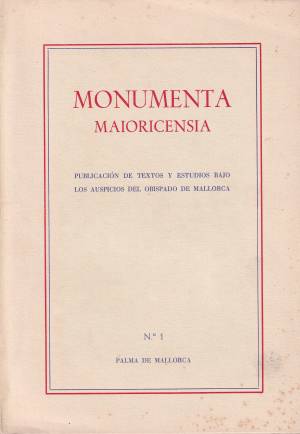 MONUMENTA
MAIORICENSIA
PUBLICACIÓN DE TEXTOS Y ESTUDIOS BAJO
LOS AUSPICIOS DEL OBISPADO DE MALLORCA
N.º 1
PALMA DE MALLORCA